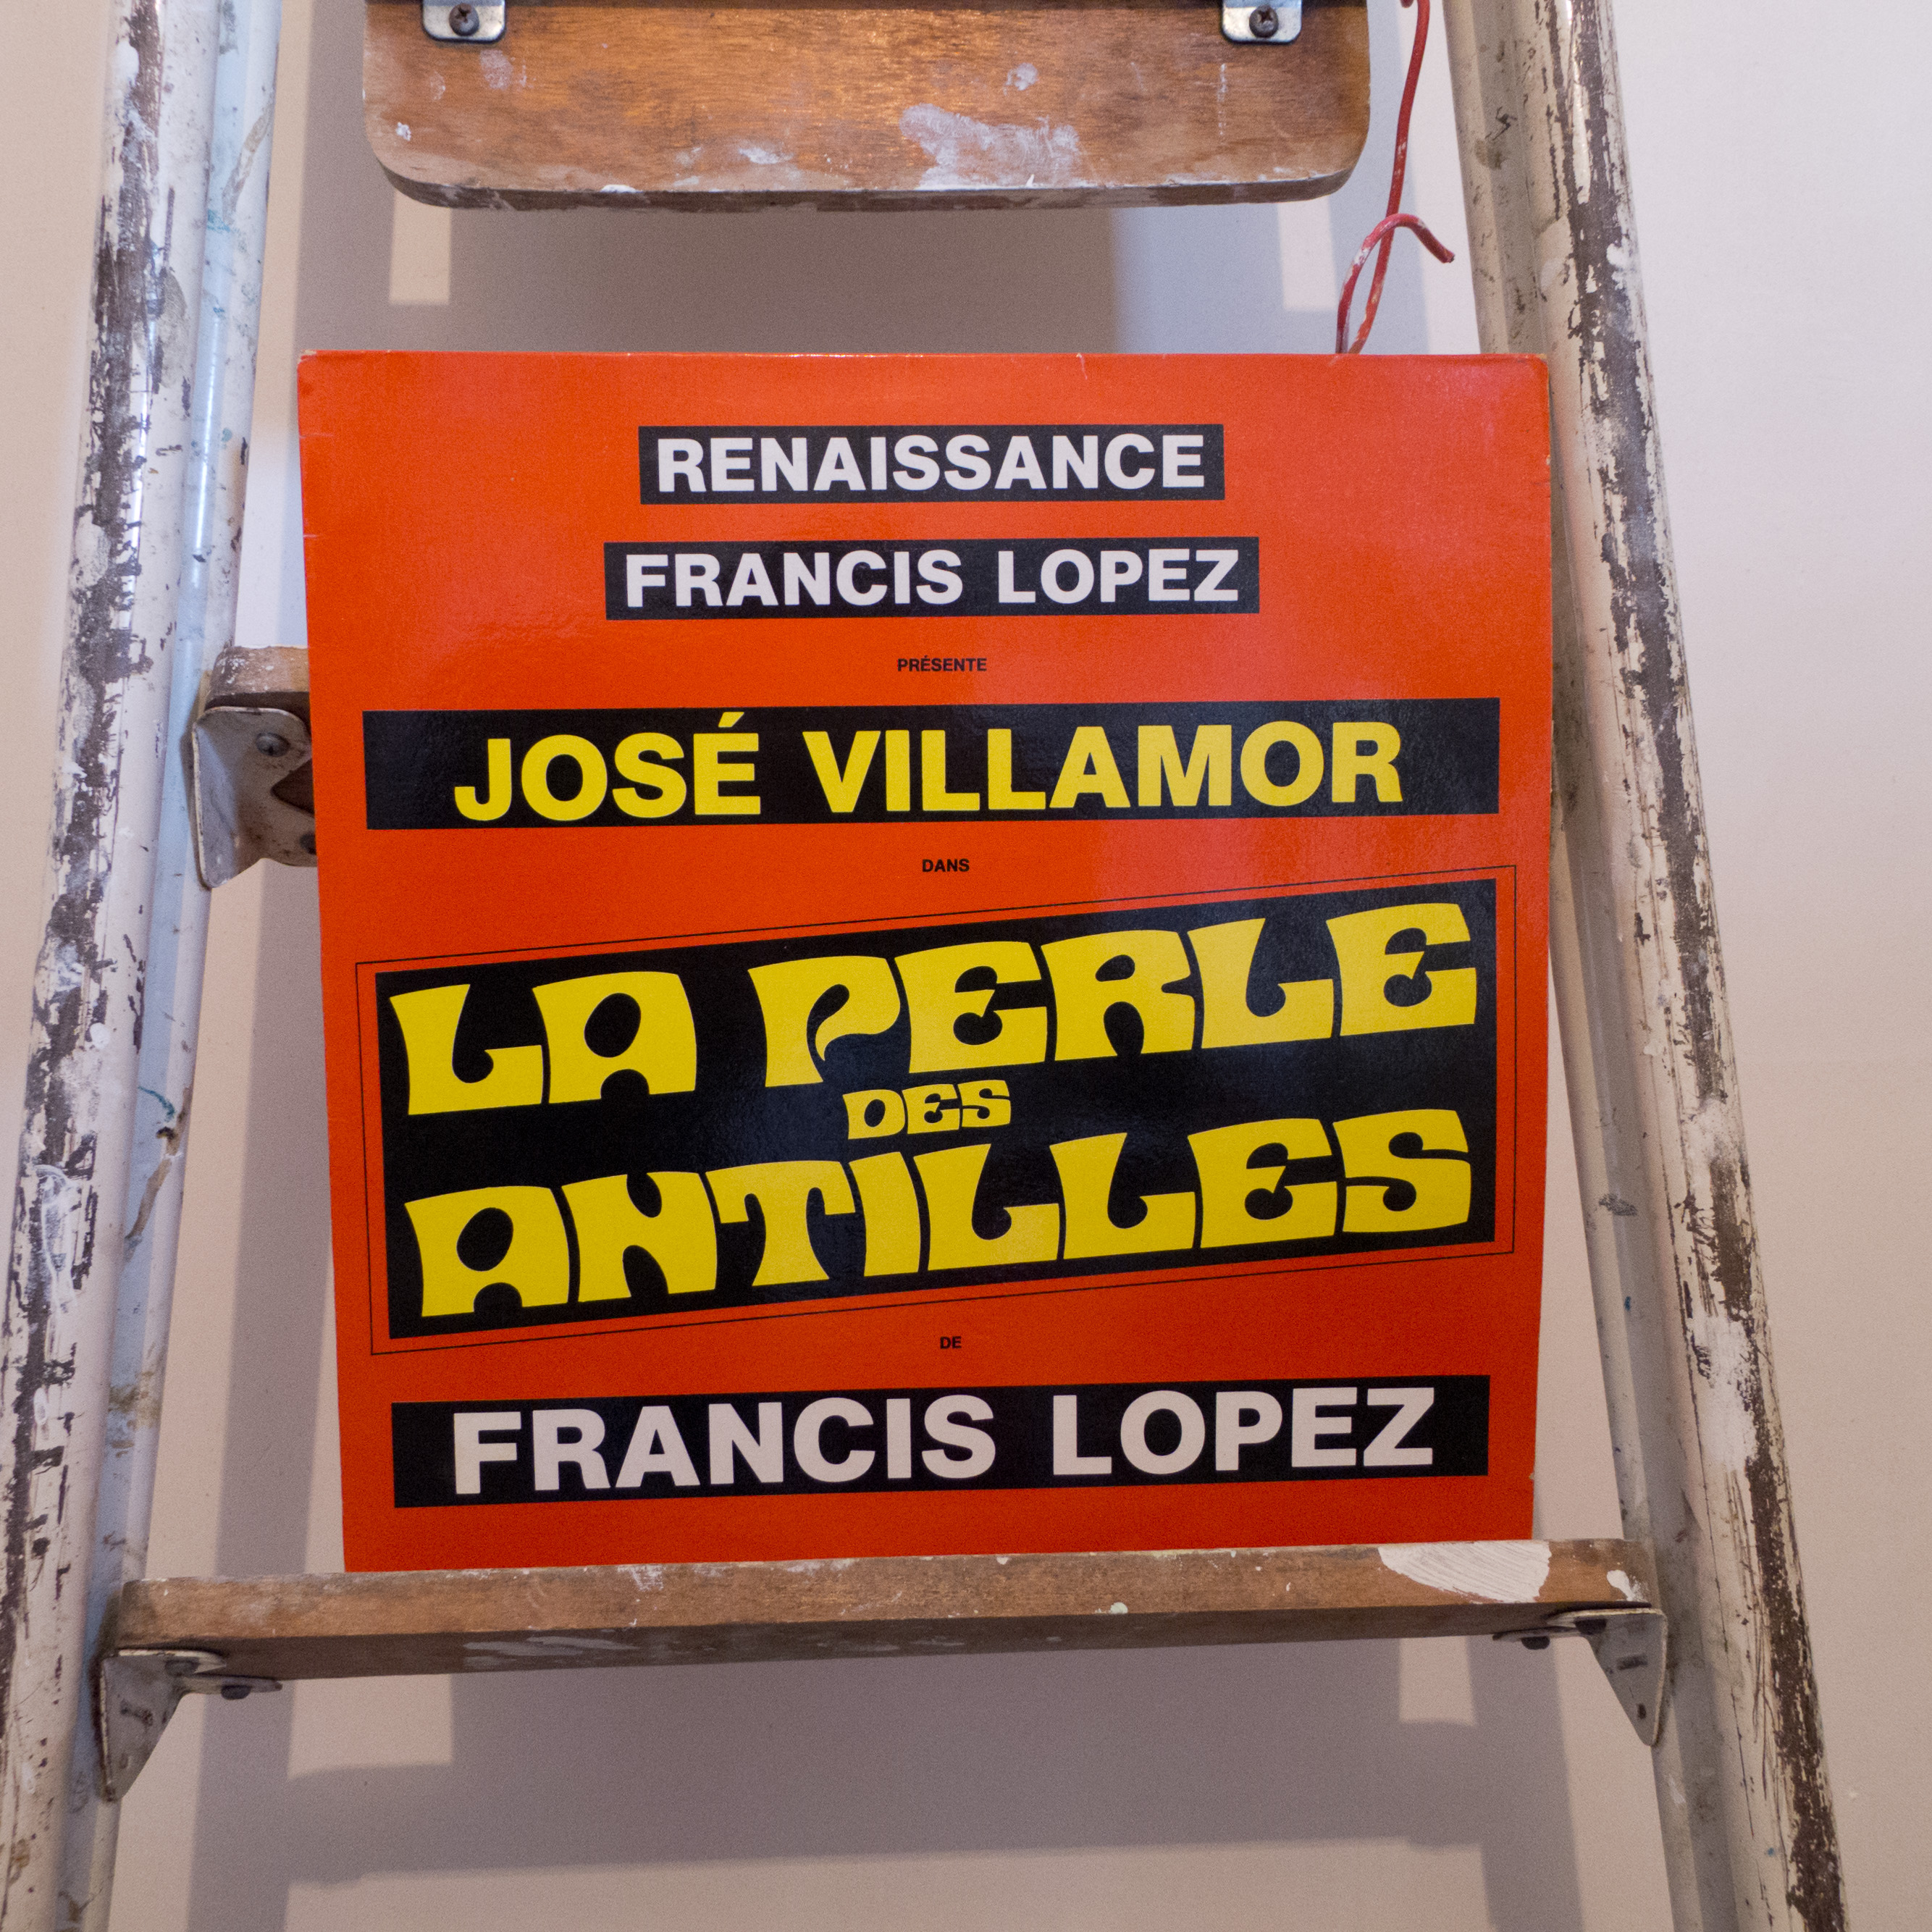 RENAISSANCE
FRANCIS LOPEZ
PRÉSENTE
JOSÉ VILLAMOR
DANS
LA PERLE
DES
ANTILLES
DE
FRANCIS LOPEZ